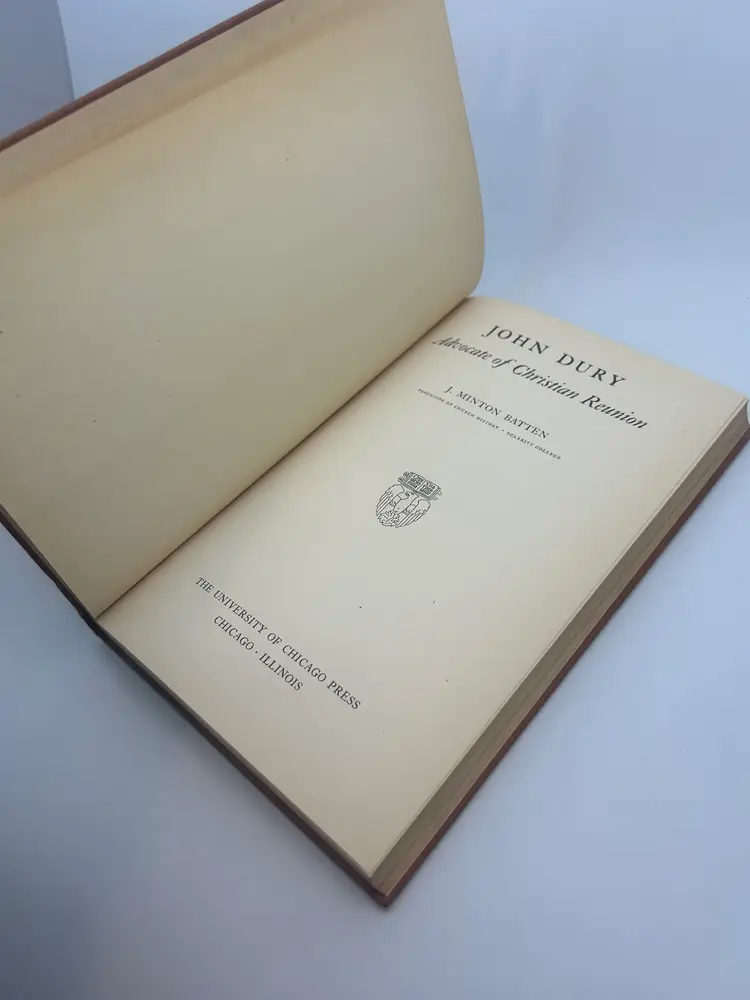 JOHN DURY
Advocate of Christian Reunion
J. MINTON BATTEN
PROFESSOR OF CHURCH HISTORY · SCARRITT COLLEGE
THE UNIVERSITY OF CHICAGO PRESS
CHICAGO · ILLINOIS